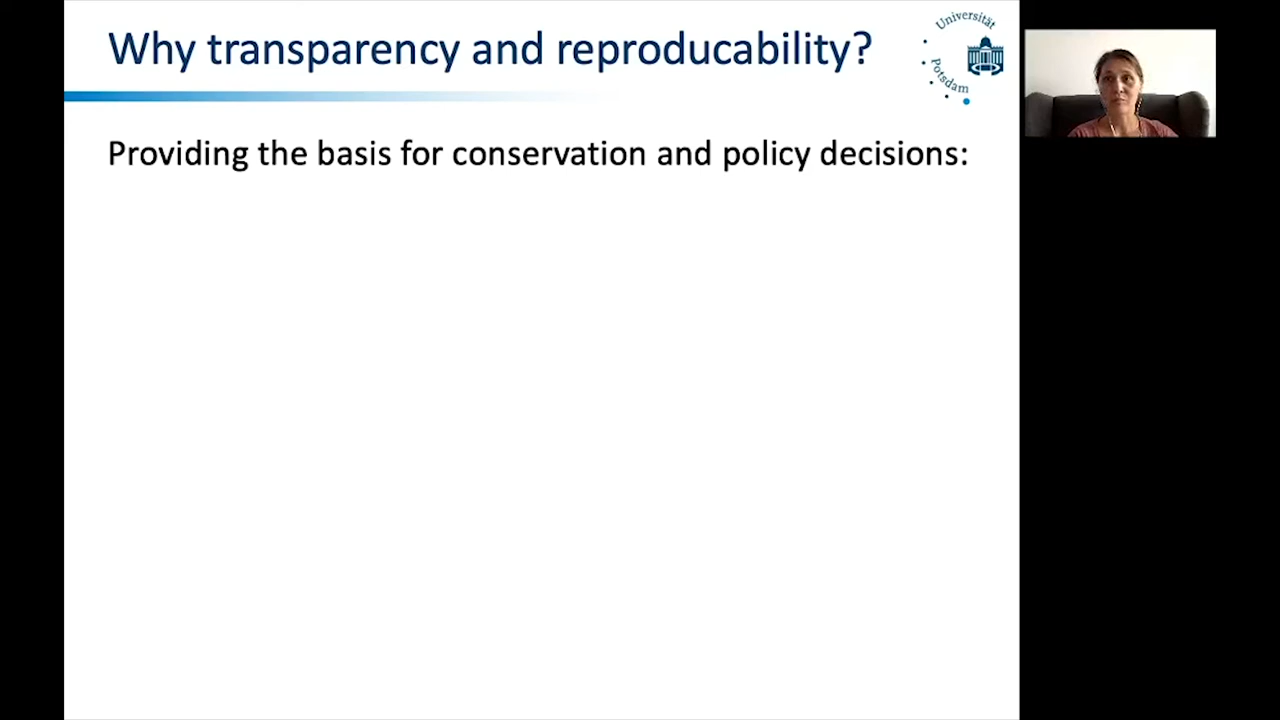 Why transparency and reproducability?
Universität
Potsdam
Providing the basis for conservation and policy decisions: